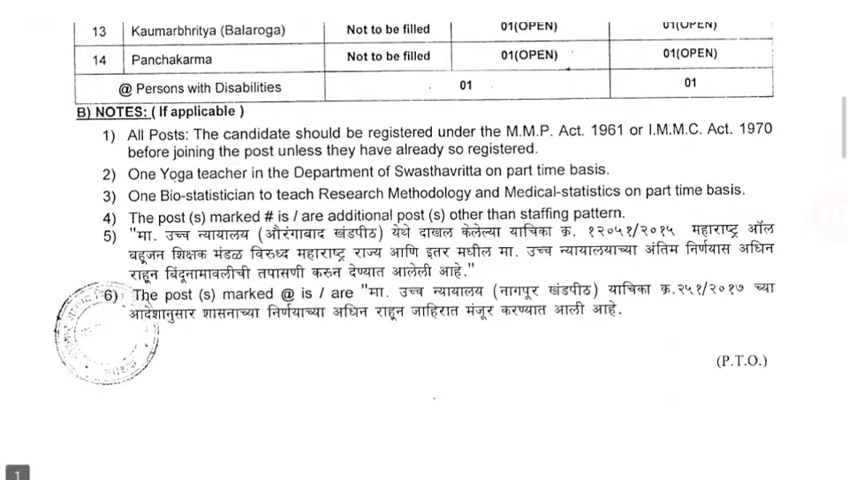 13 Kaumarbhritya (Balaroga) Not to be filled 01(OPEN) 01(OPEN)
14 Panchakarma Not to be filled 01(OPEN) 01(OPEN)
@ Persons with Disabilities 01 01
B) NOTES: ( If applicable )
1) All Posts: The candidate should be registered under the M.M.P. Act. 1961 or I.M.M.C. Act. 1970
before joining the post unless they have already so registered.
2) One Yoga teacher in the Department of Swasthavritta on part time basis.
3) One Bio-statistician to teach Research Methodology and Medical-statistics on part time basis.
4) The post (s) marked # is / are additional post (s) other than staffing pattern.
5) "मा. उच्च न्यायालय (औरंगाबाद खंडपीठ) येथे दाखल केलेल्या याचिका क्र. १२०५१/२०१५ महाराष्ट्र ऑल
बहूजन शिक्षक मंडळ विरुध्द महाराष्ट्र राज्य आणि इतर मधील मा. उच्च न्यायालयाच्या अंतिम निर्णयास अधिन
राहून बिंदूनामावलीची तपासणी करुन देण्यात आलेली आहे."
6) The post (s) marked @ is / are "मा. उच्च न्यायालय (नागपूर खंडपीठ) याचिका क्र.२५१/२०१७ च्या
आदेशानुसार शासनाच्या निर्णयाच्या अधिन राहून जाहिरात मंजूर करण्यात आली आहे.
(P.T.O.)
1